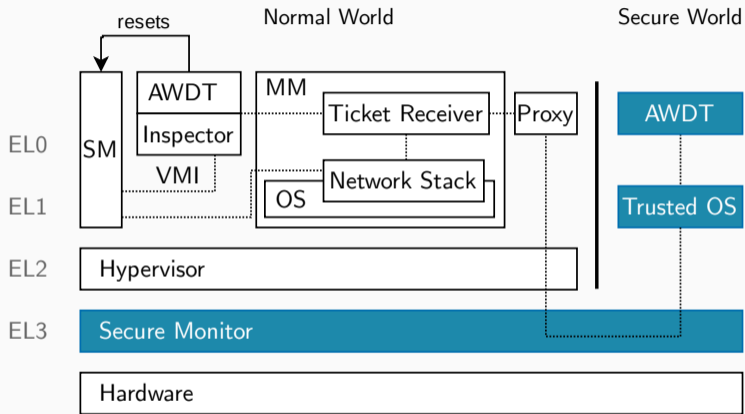 resets
Normal World
Secure World
AWDT
MM
Ticket Receiver
Proxy
AWDT
EL0
SM
Inspector
VMI
Network Stack
EL1
OS
Trusted OS
EL2
Hypervisor
EL3
Secure Monitor
Hardware